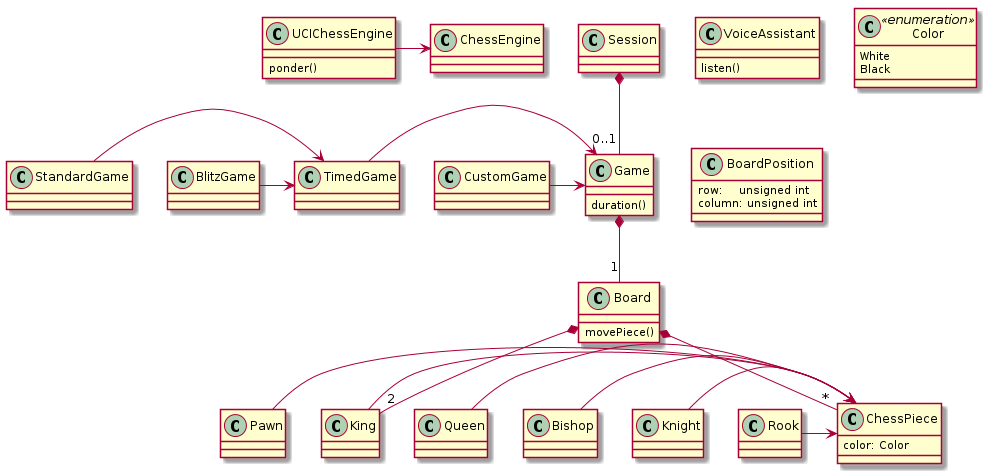 C UCIChessEngine
ponder()
C ChessEngine
C Session
C VoiceAssistant
listen()
C «enumeration»
Color
White
Black
0..1
C StandardGame
C BlitzGame
C TimedGame
C CustomGame
C Game
duration()
C BoardPosition
row: unsigned int
column: unsigned int
1
C Board
movePiece()
2
*
C Pawn
C King
C Queen
C Bishop
C Knight
C Rook
C ChessPiece
color: Color